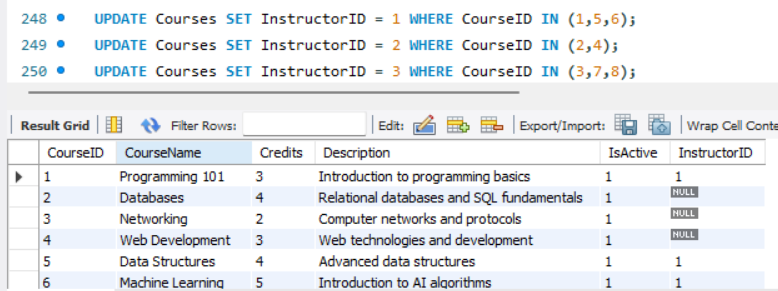 248 UPDATE Courses SET InstructorID = 1 WHERE CourseID IN (1,5,6);
249 UPDATE Courses SET InstructorID = 2 WHERE CourseID IN (2,4);
250 UPDATE Courses SET InstructorID = 3 WHERE CourseID IN (3,7,8);
Result Grid Filter Rows: Edit: Export/Import: Wrap Cell Conte
CourseID CourseName Credits Description IsActive InstructorID
1 Programming 101 3 Introduction to programming basics 1 1
2 Databases 4 Relational databases and SQL fundamentals 1 NULL
3 Networking 2 Computer networks and protocols 1 NULL
4 Web Development 3 Web technologies and development 1 NULL
5 Data Structures 4 Advanced data structures 1 1
6 Machine Learning 5 Introduction to AI algorithms 1 1